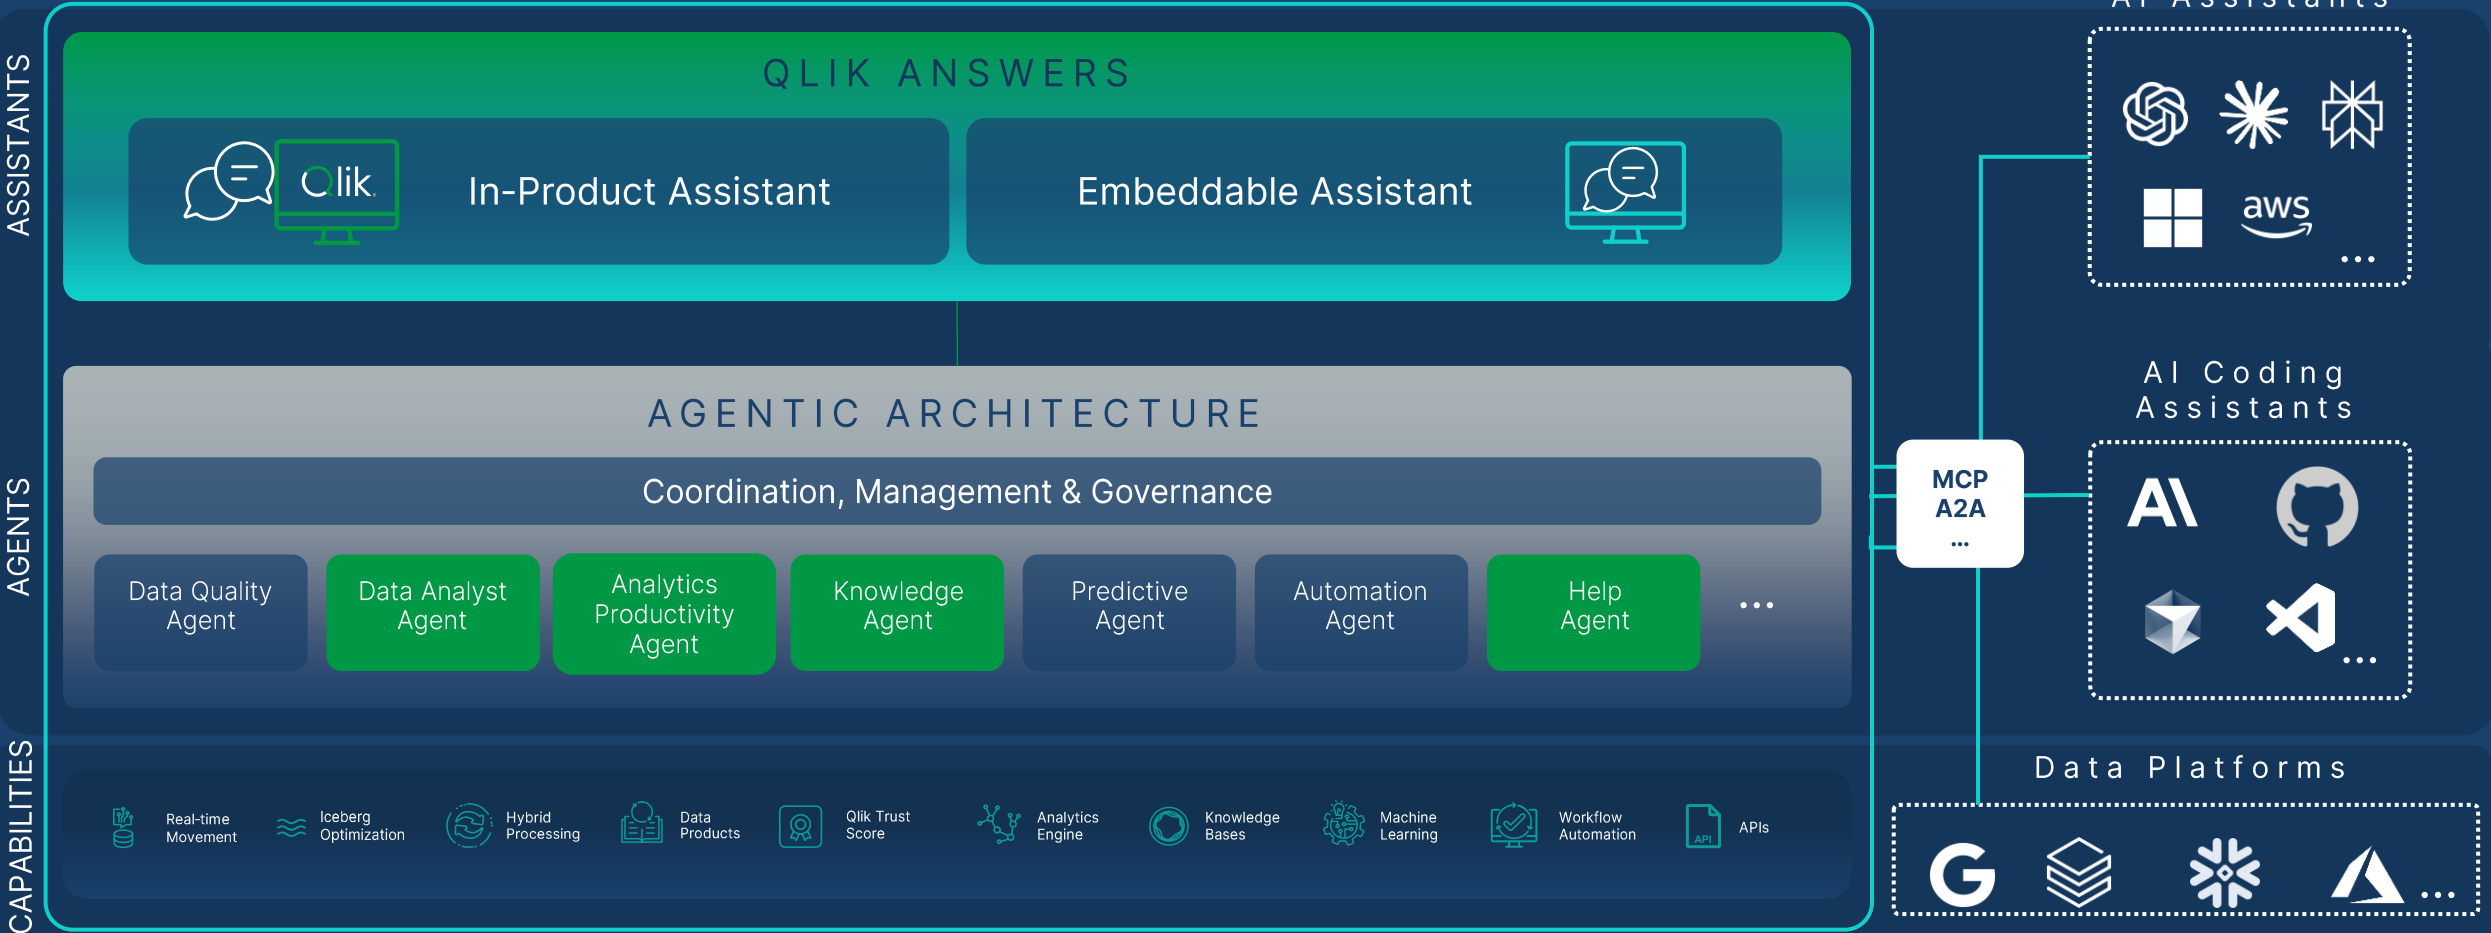 AI Assistants
ASSISTANTS
QLIK ANSWERS
Qlik
In-Product Assistant
Embeddable Assistant
aws
...
AGENTS
AGENTIC ARCHITECTURE
Coordination, Management & Governance
Data Quality
Agent
Data Analyst
Agent
Analytics
Productivity
Agent
Knowledge
Agent
Predictive
Agent
Automation
Agent
Help
Agent
...
MCP
A2A
...
AI Coding
Assistants
A\
...
CAPABILITIES
Real-time
Movement
Iceberg
Optimization
Hybrid
Processing
Data
Products
Qlik Trust
Score
Analytics
Engine
Knowledge
Bases
Machine
Learning
Workflow
Automation
API
APIs
Data Platforms
G
...